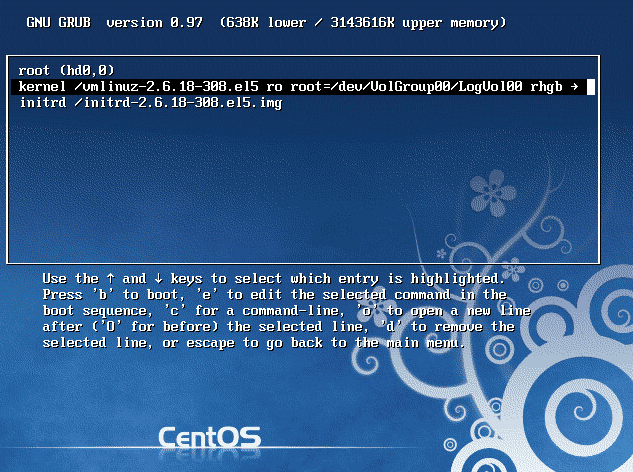 GNU GRUB  version 0.97  (638K lower / 3143616K upper memory)
root (hd0,0)
kernel /vmlinuz-2.6.18-308.el5 ro root=/dev/VolGroup00/LogVol00 rhgb →
initrd /initrd-2.6.18-308.el5.img
Use the ↑ and ↓ keys to select which entry is highlighted.
Press 'b' to boot, 'e' to edit the selected command in the
boot sequence, 'c' for a command-line, 'o' to open a new line
after ('O' for before) the selected line, 'd' to remove the
selected line, or escape to go back to the main menu.
CentOS